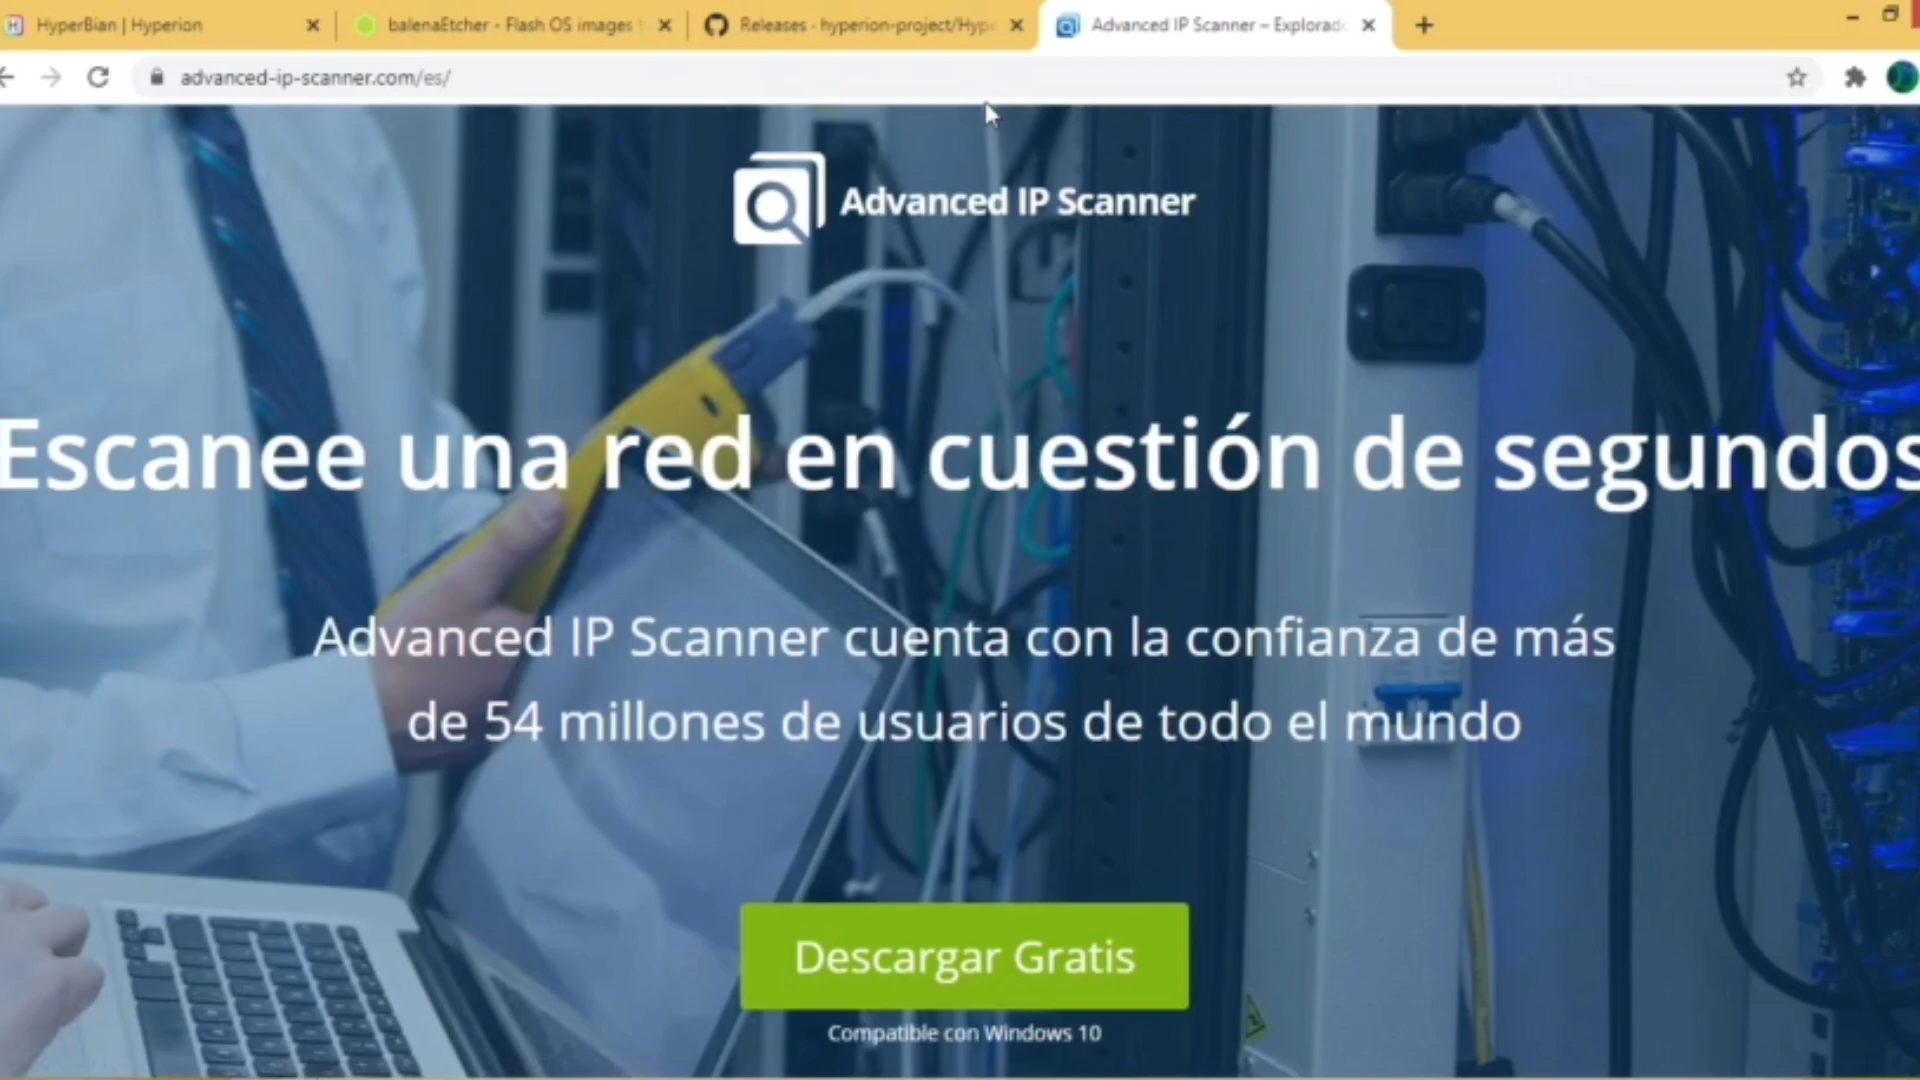 HyperBian | Hyperion
balenaEtcher - Flash OS images
Releases · hyperion-project/Hype
Advanced IP Scanner – Explorad
advanced-ip-scanner.com/es/
Advanced IP Scanner
Escanee una red en cuestión de segundos
Advanced IP Scanner cuenta con la confianza de más
de 54 millones de usuarios de todo el mundo
Descargar Gratis
Compatible con Windows 10